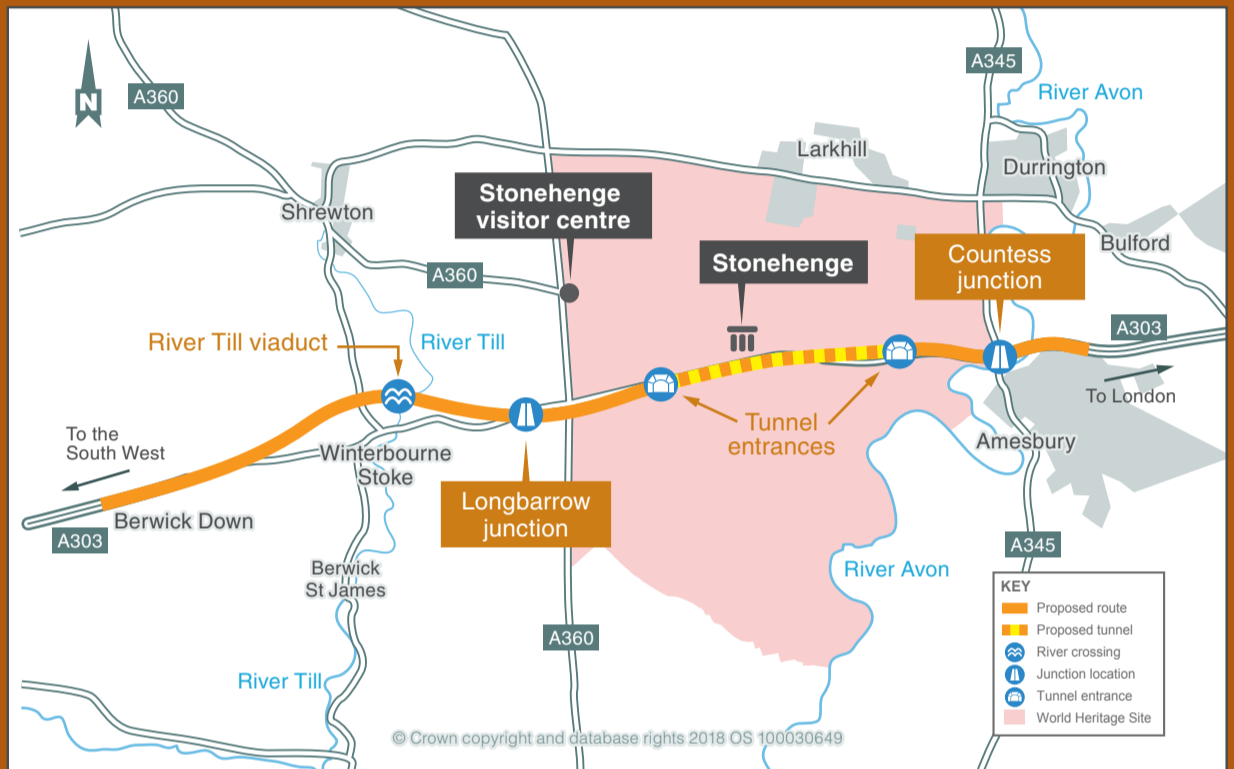 A345
River Avon
N
A360
Larkhill
Durrington
Stonehenge
visitor centre
Shrewton
Bulford
Stonehenge
Countess
junction
A360
A303
River Till viaduct
River Till
To London
Tunnel
entrances
To the
South West
Amesbury
Winterbourne
Stoke
Longbarrow
junction
Berwick Down
A303
A345
Berwick
St James
River Avon
A360
River Till
KEY
Proposed route
Proposed tunnel
River crossing
Junction location
Tunnel entrance
World Heritage Site
© Crown copyright and database rights 2018 OS 100030649